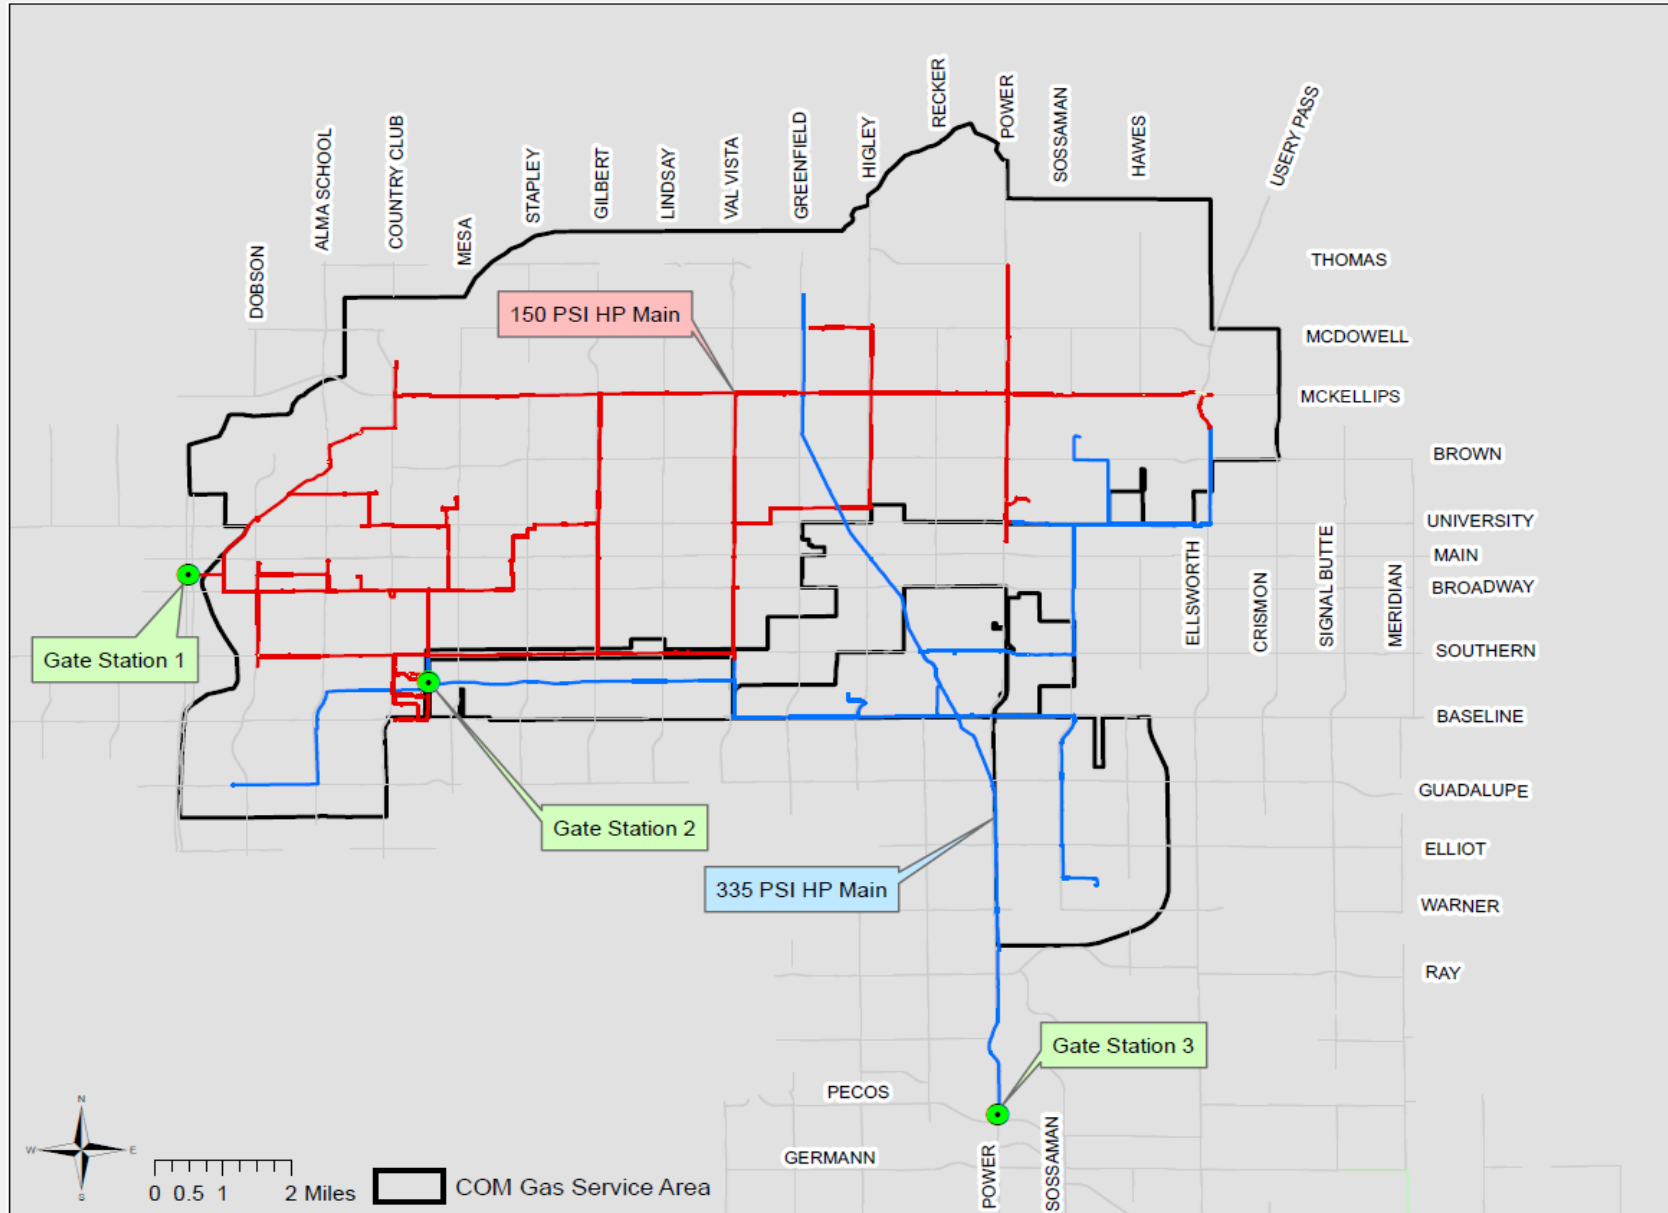 RECKER
POWER
SOSSAMAN
USERY PASS
GREENFIELD
HIGLEY
HAWES
ALMA SCHOOL
COUNTRY CLUB
STAPLEY
GILBERT
LINDSAY
VAL VISTA
MESA
DOBSON
THOMAS
150 PSI HP Main
MCDOWELL
MCKELLIPS
BROWN
UNIVERSITY
MAIN
BROADWAY
ELLSWORTH
CRISMON
SIGNAL BUTTE
MERIDIAN
Gate Station 1
SOUTHERN
BASELINE
GUADALUPE
Gate Station 2
ELLIOT
335 PSI HP Main
WARNER
RAY
Gate Station 3
PECOS
GERMANN
POWER
SOSSAMAN
N
W E
S
0 0.5 1 2 Miles
COM Gas Service Area